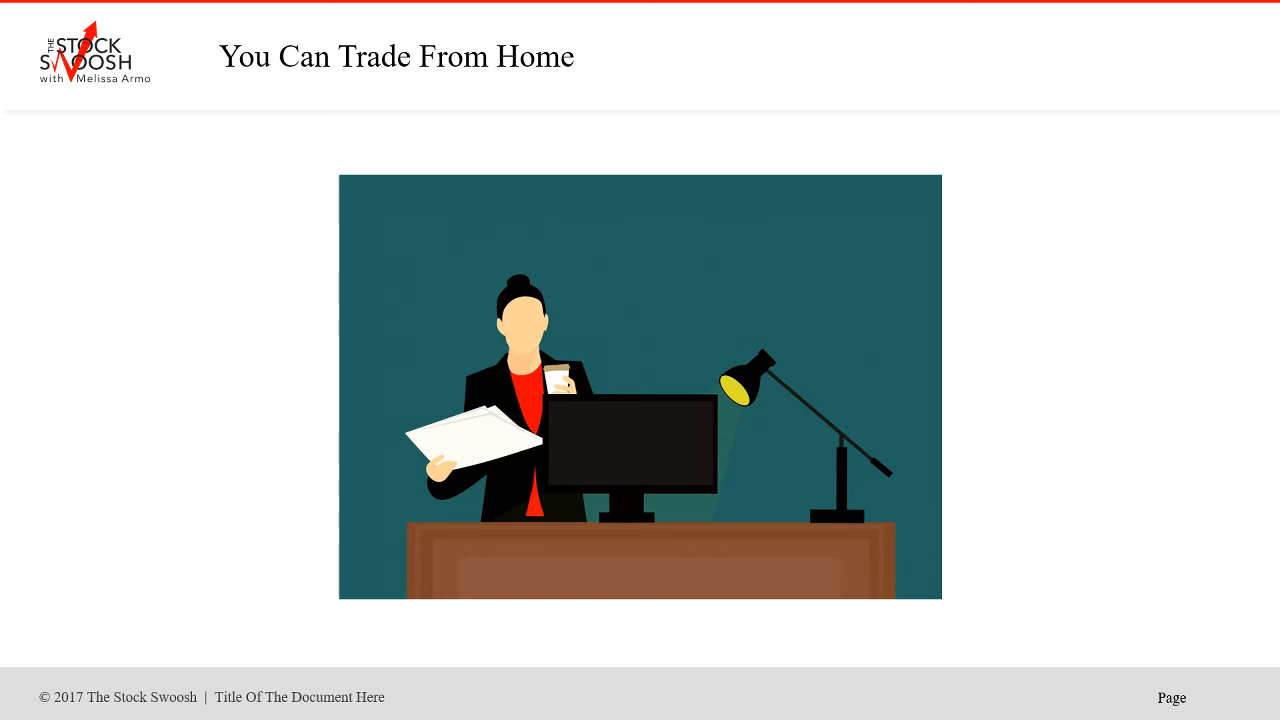 THE STOCK
SWOOSH
with Melissa Armo
You Can Trade From Home
© 2017 The Stock Swoosh | Title Of The Document Here
Page